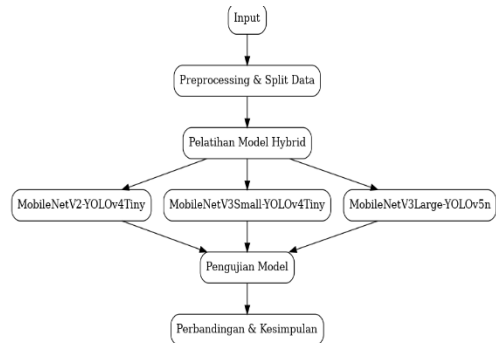 Input
Preprocessing & Split Data
Pelatihan Model Hybrid
MobileNetV2-YOLOv4Tiny
MobileNetV3Small-YOLOv4Tiny
MobileNetV3Large-YOLOv5n
Pengujian Model
Perbandingan & Kesimpulan